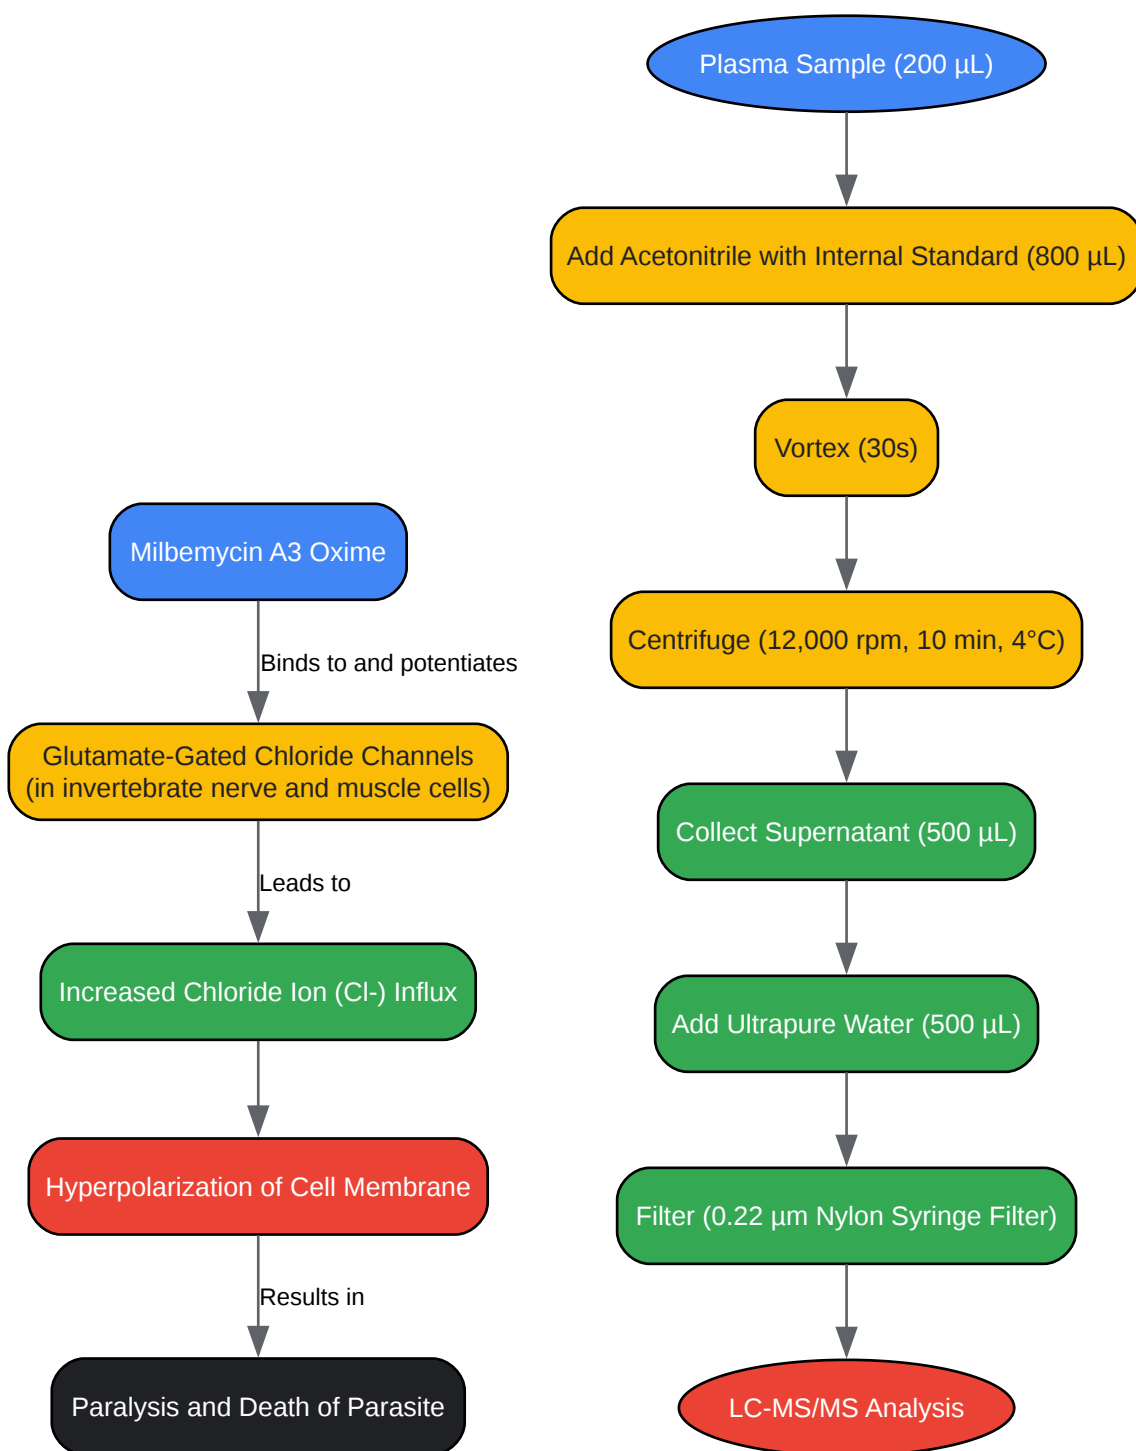 Milbemycin A3 Oxime
Binds to and potentiates
Glutamate-Gated Chloride Channels
(in invertebrate nerve and muscle cells)
Leads to
Increased Chloride Ion (Cl-) Influx
Hyperpolarization of Cell Membrane
Results in
Paralysis and Death of Parasite
Plasma Sample (200 µL)
Add Acetonitrile with Internal Standard (800 µL)
Vortex (30s)
Centrifuge (12,000 rpm, 10 min, 4°C)
Collect Supernatant (500 µL)
Add Ultrapure Water (500 µL)
Filter (0.22 µm Nylon Syringe Filter)
LC-MS/MS Analysis